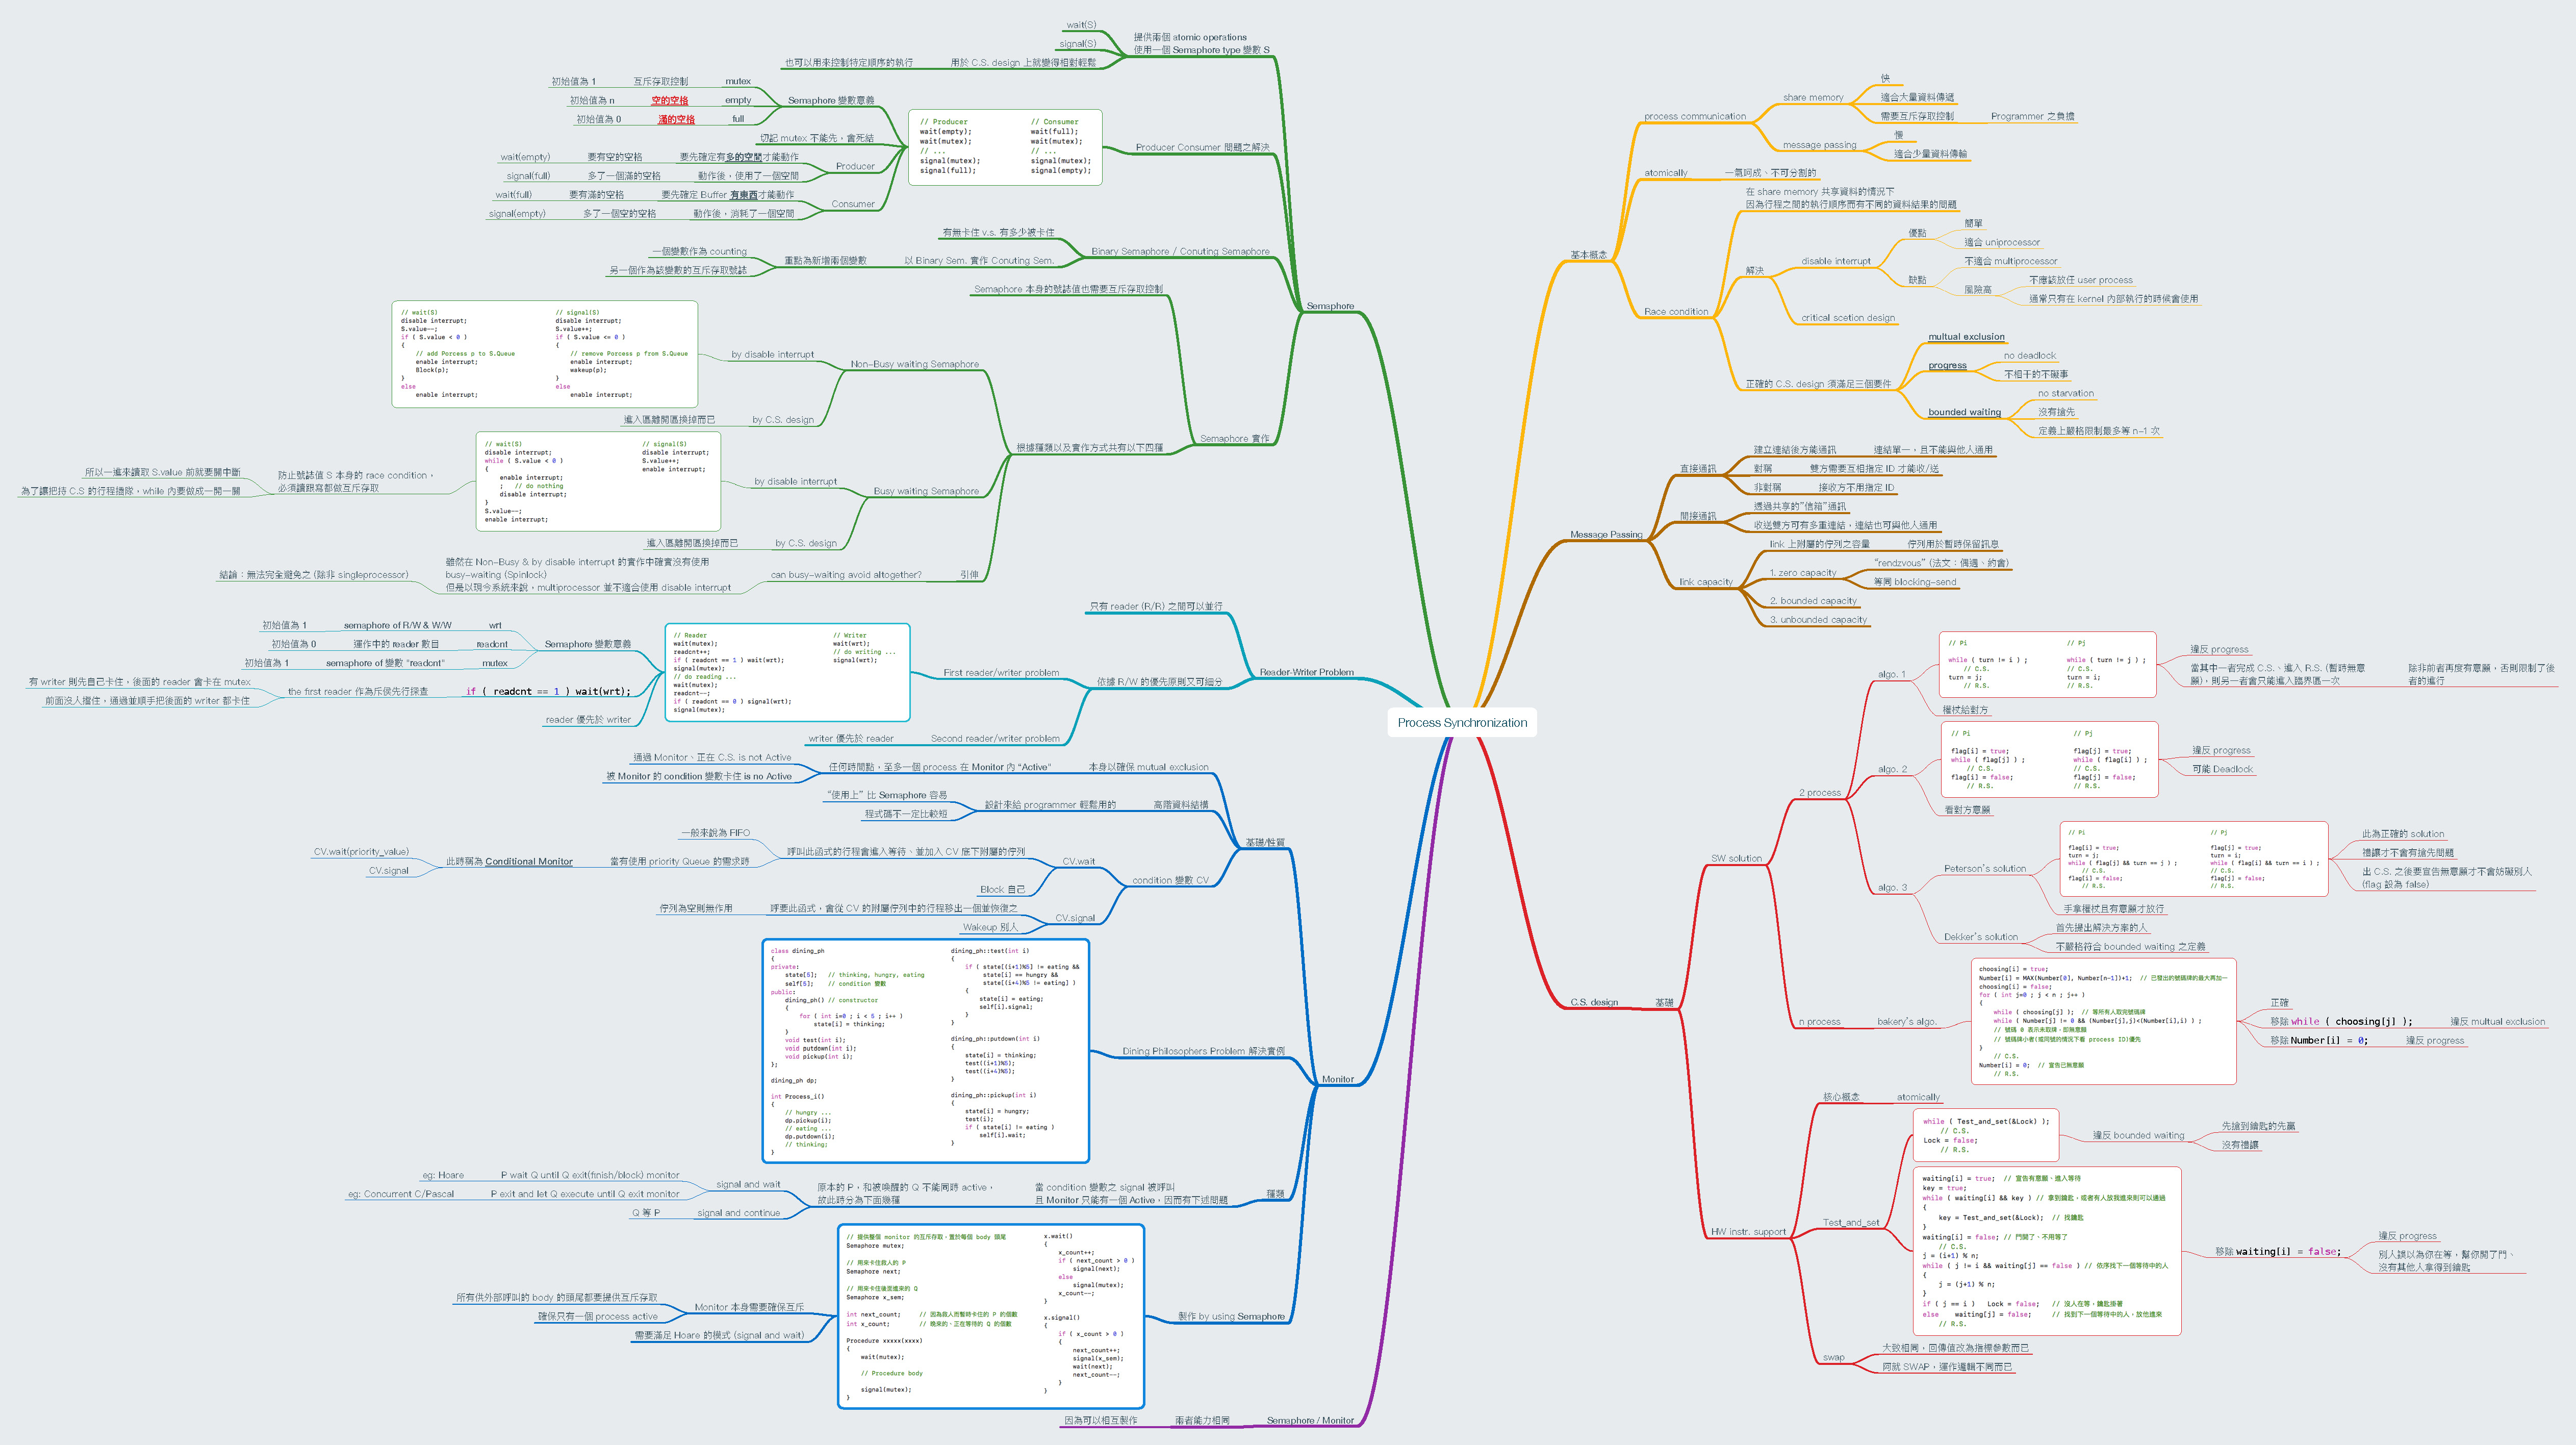 Process Synchronization
基本概念
process communication
share memory
快
適合大量資料傳遞
需要互斥存取控制
Programmer 之負擔
message passing
慢
適合少量資料傳輸
atomically
一氣呵成、不可分割的
Race condition
在 share memory 共享資料的情況下
因為行程之間的執行順序而有不同的資料結果的問題
解決
disable interrupt
優點
簡單
適合 uniprocessor
缺點
不適合 multiprocessor
風險高
不應該放任 user process
通常只有在 kernel 內部執行的時候會使用
critical scetion design
正確的 C.S. design 須滿足三個要件
multual exclusion
progress
no deadlock
不相干的不礙事
bounded waiting
no starvation
沒有搶先
定義上嚴格限制最多等 n-1 次
Message Passing
直接通訊
建立連結後方能通訊
連結單一，且不能與他人通用
對稱
雙方需要互相指定 ID 才能收/送
非對稱
接收方不用指定 ID
間接通訊
透過共享的"信箱"通訊
收送雙方可有多重連結，連結也可與他人通用
link capacity
link 上附屬的佇列之容量
佇列用於暫時保留訊息
1. zero capacity
"rendzvous" (法文：偶遇、約會)
等同 blocking-send
2. bounded capacity
3. unbounded capacity
C.S. design
基礎
SW solution
2 process
algo. 1
// Pi
while ( turn != i ) ;
// C.S.
turn = j;
// R.S.
// Pj
while ( turn != j ) ;
// C.S.
turn = i;
// R.S.
違反 progress
當其中一者完成 C.S.、進入 R.S. (暫時無意
願)，則另一者會只能進入臨界區一次
除非前者再度有意願，否則限制了後
者的進行
權杖給對方
algo. 2
// Pi
flag[i] = true;
while ( flag[j] ) ;
// C.S.
flag[i] = false;
// R.S.
// Pj
flag[j] = true;
while ( flag[i] ) ;
// C.S.
flag[j] = false;
// R.S.
違反 progress
可能 Deadlock
看對方意願
algo. 3
Peterson's solution
// Pi
flag[i] = true;
turn = j;
while ( flag[j] && turn == j ) ;
// C.S.
flag[i] = false;
// R.S.
// Pj
flag[j] = true;
turn = i;
while ( flag[i] && turn == i ) ;
// C.S.
flag[j] = false;
// R.S.
此為正確的 solution
禮讓才不會有搶先問題
出 C.S. 之後要宣告無意願才不會妨礙別人
(flag 設為 false)
手拿權杖且有意願才放行
Dekker's solution
首先提出解決方案的人
不嚴格符合 bounded waiting 之定義
n process
bakery's algo.
choosing[i] = true;
Number[i] = MAX(Number[0], Number[n-1])+1; // 已發出的號碼牌的最大再加一
choosing[i] = false;
for ( int j=0 ; j < n ; j++ )
{
while ( choosing[j] ); // 等所有人取完號碼牌
while ( Number[j] != 0 && (Number[j],j)<(Number[i],i) ) ;
// 號碼 0 表示未取牌、即無意願
// 號碼牌小者(或同號的情況下看 process ID)優先
}
// C.S.
Number[i] = 0; // 宣告已無意願
// R.S.
正確
移除 while ( choosing[j] );
違反 multual exclusion
移除 Number[i] = 0;
違反 progress
HW instr. support
核心概念
atomically
Test_and_set
while ( Test_and_set(&Lock) );
// C.S.
Lock = false;
// R.S.
違反 bounded waiting
先搶到鑰匙的先贏
沒有禮讓
waiting[i] = true; // 宣告有意願、進入等待
key = true;
while ( waiting[i] && key ) // 拿到鑰匙，或者有人放我進來則可以通過
{
key = Test_and_set(&Lock); // 找鑰匙
}
waiting[i] = false; // 門開了、不用等了
// C.S.
j = (i+1) % n;
while ( j != i && waiting[j] == false ) // 依序找下一個等待中的人
{
j = (j+1) % n;
}
if ( j == i ) Lock = false; // 沒人在等，鑰匙掛著
else waiting[j] = false; // 找到下一個等待中的人，放他進來
// R.S.
移除 waiting[i] = false;
違反 progress
別人誤以為你在等，幫你開了門、
沒有其他人拿得到鑰匙
swap
大致相同，回傳值改為指標參數而已
阿就 SWAP，運作邏輯不同而已
Semaphore
提供兩個 atomic operations
使用一個 Semaphore type 變數 S
wait(S)
signal(S)
用於 C.S. design 上就變得相對輕鬆
也可以用來控制特定順序的執行
Producer Consumer 問題之解決
// Producer
wait(empty);
wait(mutex);
// ...
signal(mutex);
signal(full);
// Consumer
wait(full);
wait(mutex);
// ...
signal(mutex);
signal(empty);
Semaphore 變數意義
mutex
互斥存取控制
初始值為 1
empty
空的空格
初始值為 n
full
滿的空格
初始值為 0
切記 mutex 不能先，會死結
Producer
要先確定有多的空間才能動作
要有空的空格
wait(empty)
動作後，使用了一個空間
多了一個滿的空格
signal(full)
Consumer
要先確定 Buffer 有東西才能動作
要有滿的空格
wait(full)
動作後，消耗了一個空間
多了一個空的空格
signal(empty)
Binary Semaphore / Conuting Semaphore
有無卡住 v.s. 有多少被卡住
以 Binary Sem. 實作 Conuting Sem.
重點為新增兩個變數
一個變數作為 counting
另一個作為該變數的互斥存取號誌
Semaphore 實作
Semaphore 本身的號誌值也需要互斥存取控制
根據種類以及實作方式共有以下四種
Non-Busy waiting Semaphore
by disable interrupt
// wait(S)
disable interrupt;
S.value--;
if ( S.value < 0 )
{
// add Porcess p to S.Queue
enable interrupt;
Block(p);
}
else
enable interrupt;
// signal(S)
disable interrupt;
S.value++;
if ( S.value <= 0 )
{
// remove Porcess p from S.Queue
enable interrupt;
wakeup(p);
}
else
enable interrupt;
by C.S. design
進入區離開區換掉而已
Busy waiting Semaphore
by disable interrupt
// wait(S)
disable interrupt;
while ( S.value < 0 )
{
enable interrupt;
; // do nothing
disable interrupt;
}
S.value--;
enable interrupt;
// signal(S)
disable interrupt;
S.value++;
enable interrupt;
防止號誌值 S 本身的 race condition，
必須讀跟寫都做互斥存取
所以一進來讀取 S.value 前就要關中斷
為了讓把持 C.S 的行程插隊，while 內要做成一開一關
by C.S. design
進入區離開區換掉而已
引伸
can busy-waiting avoid altogether?
雖然在 Non-Busy & by disable interrupt 的實作中確實沒有使用
busy-waiting (Spinlock)
但是以現今系統來說，multiprocessor 並不適合使用 disable interrupt
結論：無法完全避免之 (除非 singleprocessor)
Reader-Writer Problem
只有 reader (R/R) 之間可以並行
依據 R/W 的優先原則又可細分
First reader/writer problem
// Reader
wait(mutex);
readcnt++;
if ( readcnt == 1 ) wait(wrt);
signal(mutex);
// do reading ...
wait(mutex);
readcnt--;
if ( readcnt == 0 ) signal(wrt);
signal(mutex);
// Writer
wait(wrt);
// do writing ...
signal(wrt);
Semaphore 變數意義
wrt
semaphore of R/W & W/W
初始值為 1
readcnt
運作中的 reader 數目
初始值為 0
mutex
semaphore of 變數 "readcnt"
初始值為 1
if ( readcnt == 1 ) wait(wrt);
the first reader 作為斥侯先行探查
有 writer 則先自己卡住，後面的 reader 會卡在 mutex
前面沒人擋住，通過並順手把後面的 writer 都卡住
reader 優先於 writer
Second reader/writer problem
writer 優先於 reader
Monitor
基礎/性質
本身以確保 mutual exclusion
任何時間點，至多一個 process 在 Monitor 內 "Active"
通過 Monitor、正在 C.S. is not Active
被 Monitor 的 condition 變數卡住 is no Active
高階資料結構
設計來給 programmer 輕鬆用的
"使用上" 比 Semaphore 容易
程式碼不一定比較短
condition 變數 CV
CV.wait
呼叫此函式的行程會進入等待、並加入 CV 底下附屬的佇列
一般來說為 FIFO
當有使用 priority Queue 的需求時
此時稱為 Conditional Monitor
CV.wait(priority_value)
CV.signal
Block 自己
CV.signal
呼要此函式，會從 CV 的附屬佇列中的行程移出一個並恢復之
佇列為空則無作用
Wakeup 別人
Dining Philosophers Problem 解決實例
class dining_ph
{
private:
state[5]; // thinking, hungry, eating
self[5]; // condition 變數
public:
dining_ph() // constructor
{
for ( int i=0 ; i < 5 ; i++ )
state[i] = thinking;
}
void test(int i);
void putdown(int i);
void pickup(int i);
};
dining_ph dp;
int Process_i()
{
// hungry ...
dp.pickup(i);
// eating ...
dp.putdown(i);
// thinking;
}
dining_ph::test(int i)
{
if ( state[(i+1)%5] != eating &&
state[i] == hungry &&
state[(i+4)%5 != eating] )
{
state[i] = eating;
self[i].signal;
}
}
dining_ph::putdown(int i)
{
state[i] = thinking;
test((i+1)%5);
test((i+4)%5);
}
dining_ph::pickup(int i)
{
state[i] = hungry;
test(i);
if ( state[i] != eating )
self[i].wait;
}
種類
當 condition 變數之 signal 被呼叫
且 Monitor 只能有一個 Active，因而有下述問題
原本的 P，和被喚醒的 Q 不能同時 active，
故此時分為下面幾種
signal and wait
P wait Q until Q exit(finish/block) monitor
eg: Hoare
P exit and let Q execute until Q exit monitor
eg: Concurrent C/Pascal
signal and continue
Q 等 P
製作 by using Semaphore
// 提供整個 monitor 的互斥存取，置於每個 body 頭尾
Semaphore mutex;
// 用來卡住救人的 P
Semaphore next;
// 用來卡住後面進來的 Q
Semaphore x_sem;
int next_count; // 因為救人而暫時卡住的 P 的個數
int x_count; // 晚來的、正在等待的 Q 的個數
Procedure xxxxx(xxxx)
{
wait(mutex);
// Procedure body
signal(mutex);
}
x.wait()
{
x_count++;
if ( next_count > 0 )
signal(next);
else
signal(mutex);
x_count--;
}
x.signal()
{
if ( x_count > 0 )
{
next_count++;
signal(x_sem);
wait(next);
next_count--;
}
}
Monitor 本身需要確保互斥
所有供外部呼叫的 body 的頭尾都要提供互斥存取
確保只有一個 process active
需要滿足 Hoare 的模式 (signal and wait)
Semaphore / Monitor
兩者能力相同
因為可以相互製作